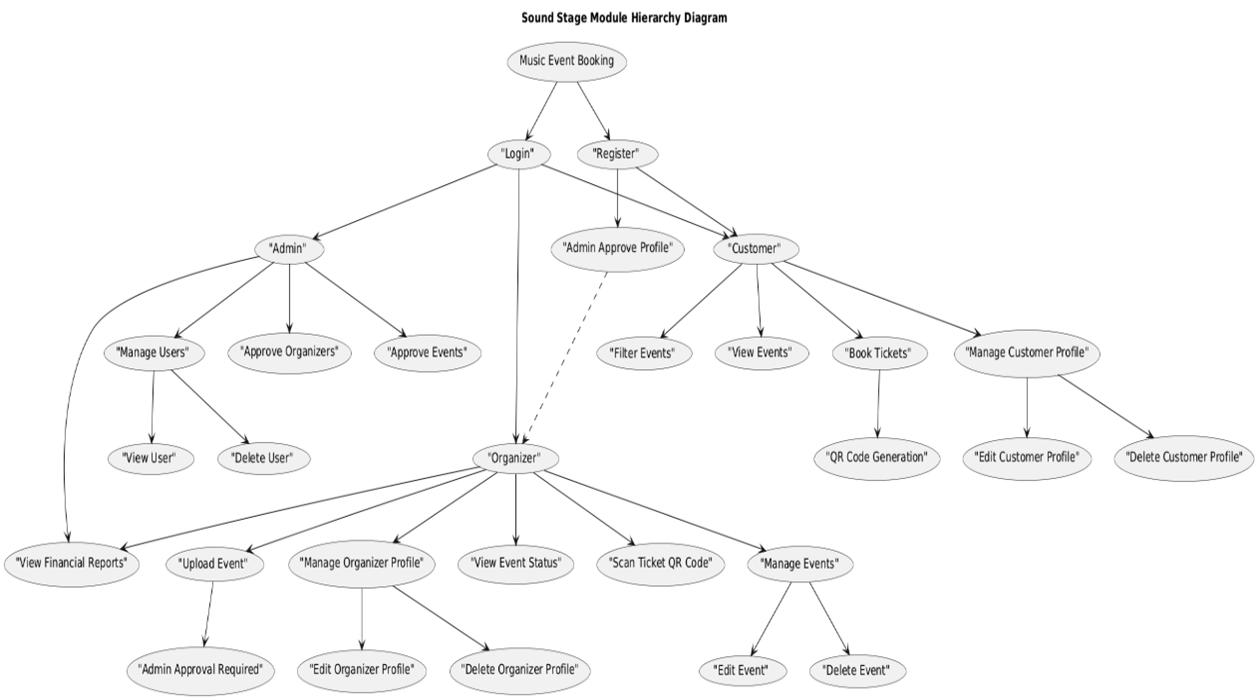 Sound Stage Module Hierarchy Diagram
Music Event Booking
"Login"
"Register"
"Admin"
"Admin Approve Profile"
"Customer"
"Manage Users"
"Approve Organizers"
"Approve Events"
"Filter Events"
"View Events"
"Book Tickets"
"Manage Customer Profile"
"View User"
"Delete User"
"Organizer"
"QR Code Generation"
"Edit Customer Profile"
"Delete Customer Profile"
"View Financial Reports"
"Upload Event"
"Manage Organizer Profile"
"View Event Status"
"Scan Ticket QR Code"
"Manage Events"
"Admin Approval Required"
"Edit Organizer Profile"
"Delete Organizer Profile"
"Edit Event"
"Delete Event"